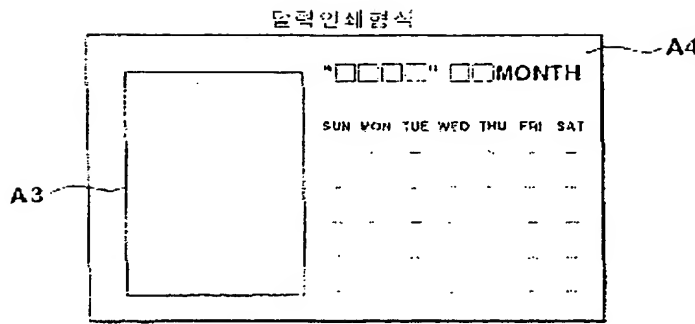 달력인쇄형식
A4
"□□□□" □□MONTH
SUN MON TUE WED THU FRI SAT
A3